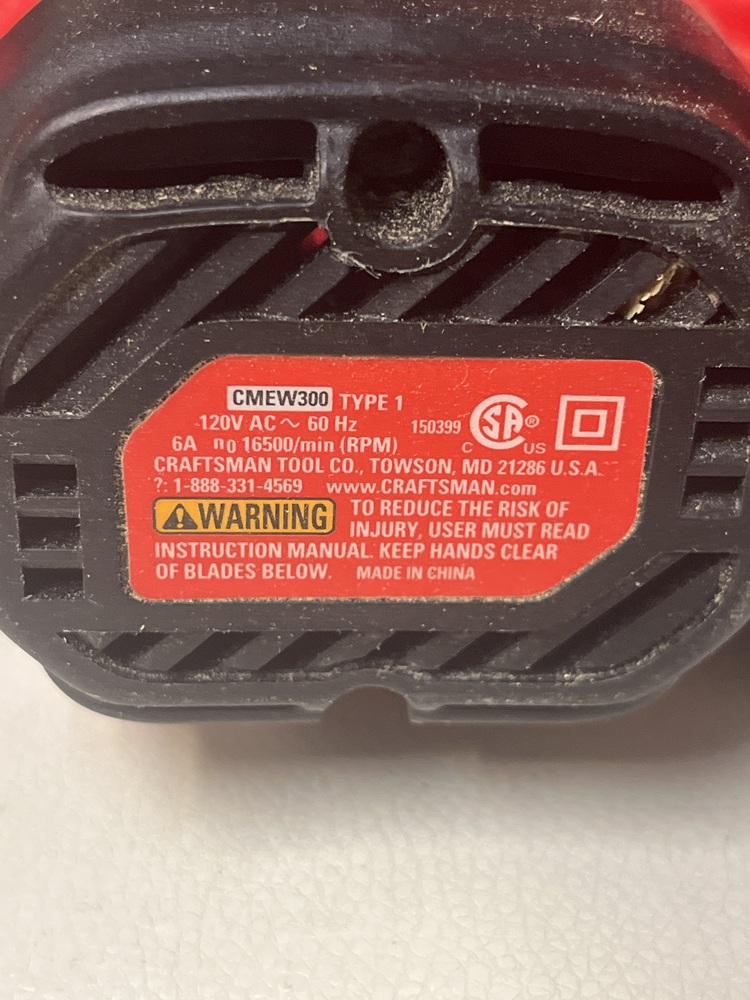 CMEW300 TYPE 1
120V AC ~ 60 Hz
150399 SA ®
C US
6A n0 16500/min (RPM)
CRAFTSMAN TOOL CO., TOWSON, MD 21286 U.S.A.
?: 1-888-331-4569 www.CRAFTSMAN.com
⚠WARNING TO REDUCE THE RISK OF
INJURY, USER MUST READ
INSTRUCTION MANUAL. KEEP HANDS CLEAR
OF BLADES BELOW. MADE IN CHINA